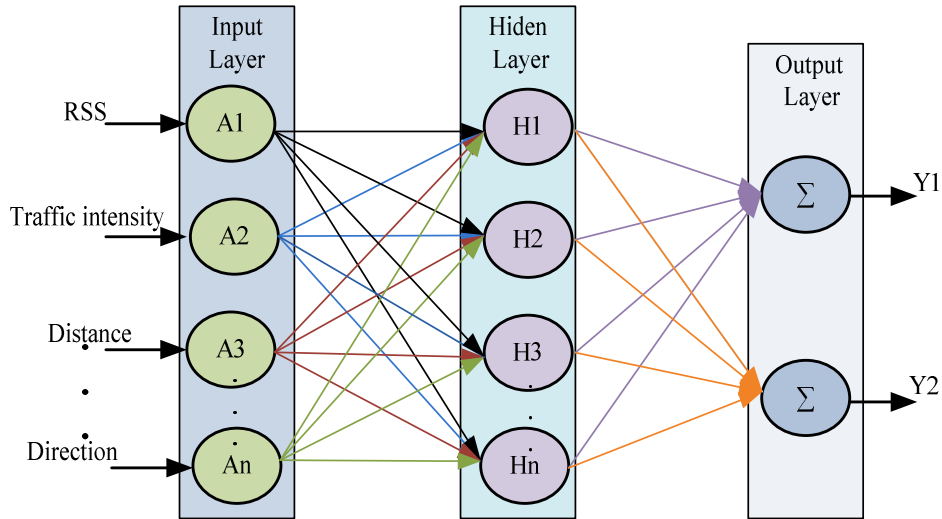 Input
Layer
Hiden
Layer
Output
Layer
RSS
A1
H1
Traffic intensity
A2
H2
Σ
Y1
Distance
A3
H3
Σ
Y2
Direction
An
Hn